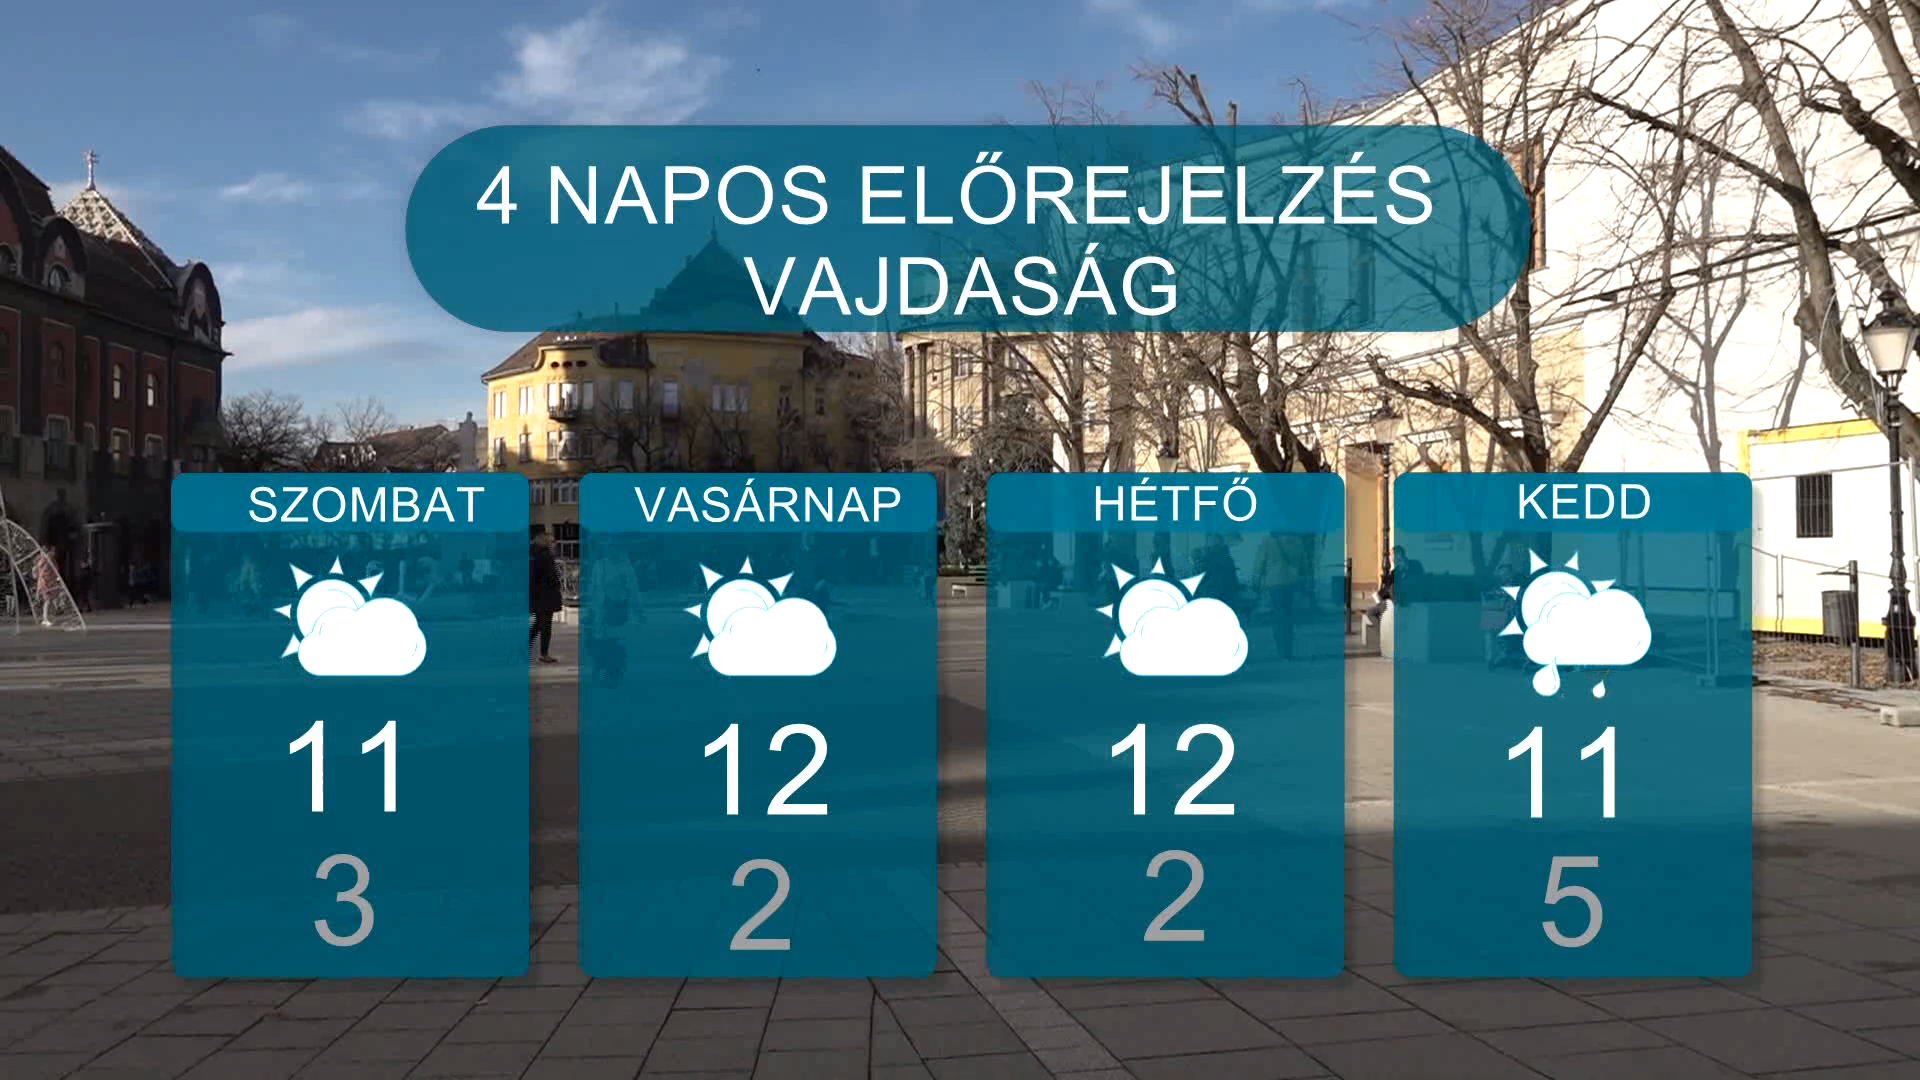 4 NAPOS ELŐREJELZÉS
VAJDASÁG
SZOMBAT
11
3
VASÁRNAP
12
2
HÉTFŐ
12
2
KEDD
11
5